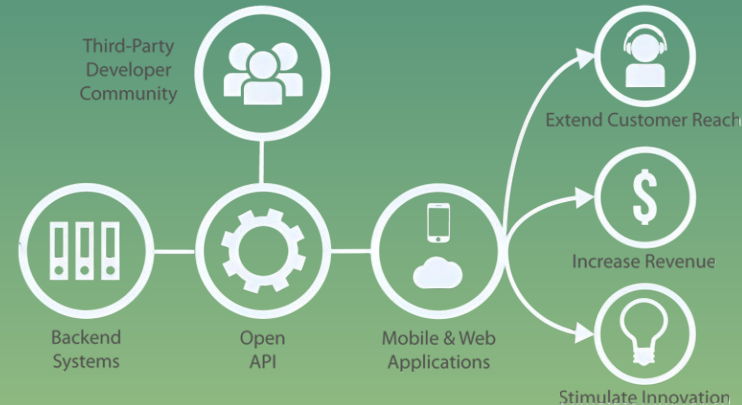 Third-Party
Developer
Community
Extend Customer Reach
$
Increase Revenue
Backend
Systems
Open
API
Mobile & Web
Applications
Stimulate Innovation